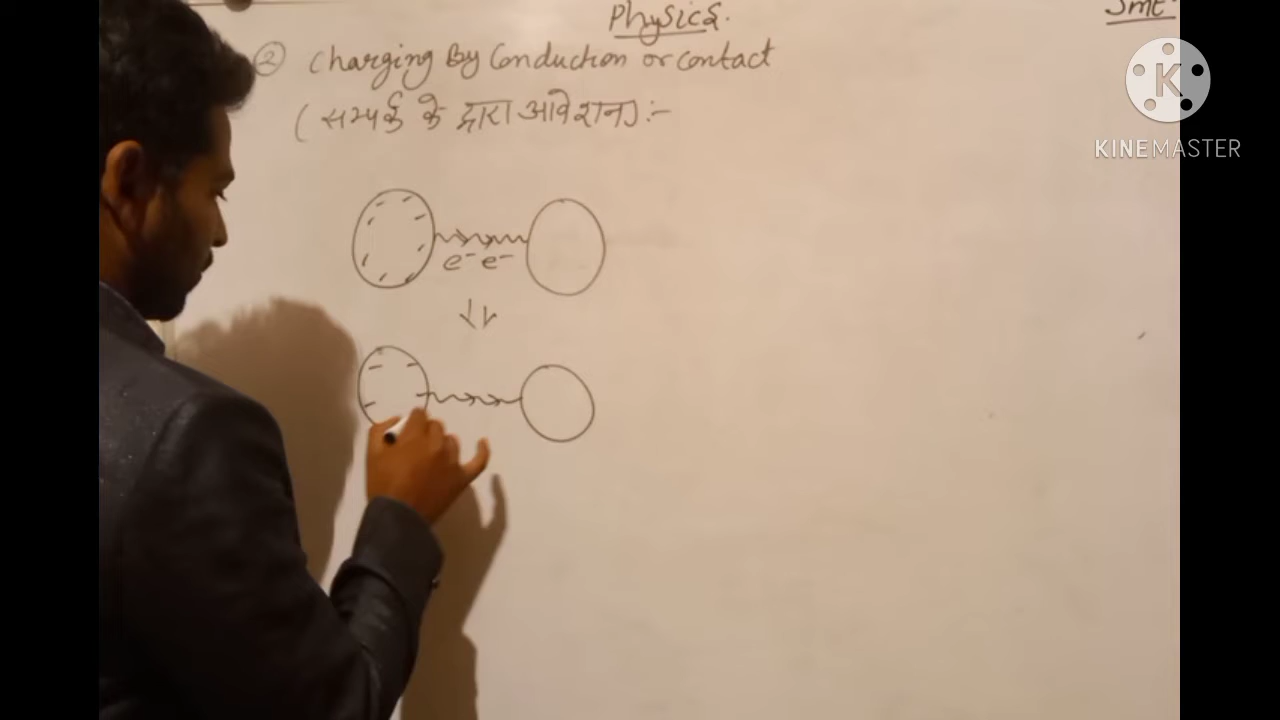 Physics.
② Charging By Conduction or contact
( सम्पर्क के द्वारा आवेशन) :-
e⁻ e⁻
K
KINEMASTER